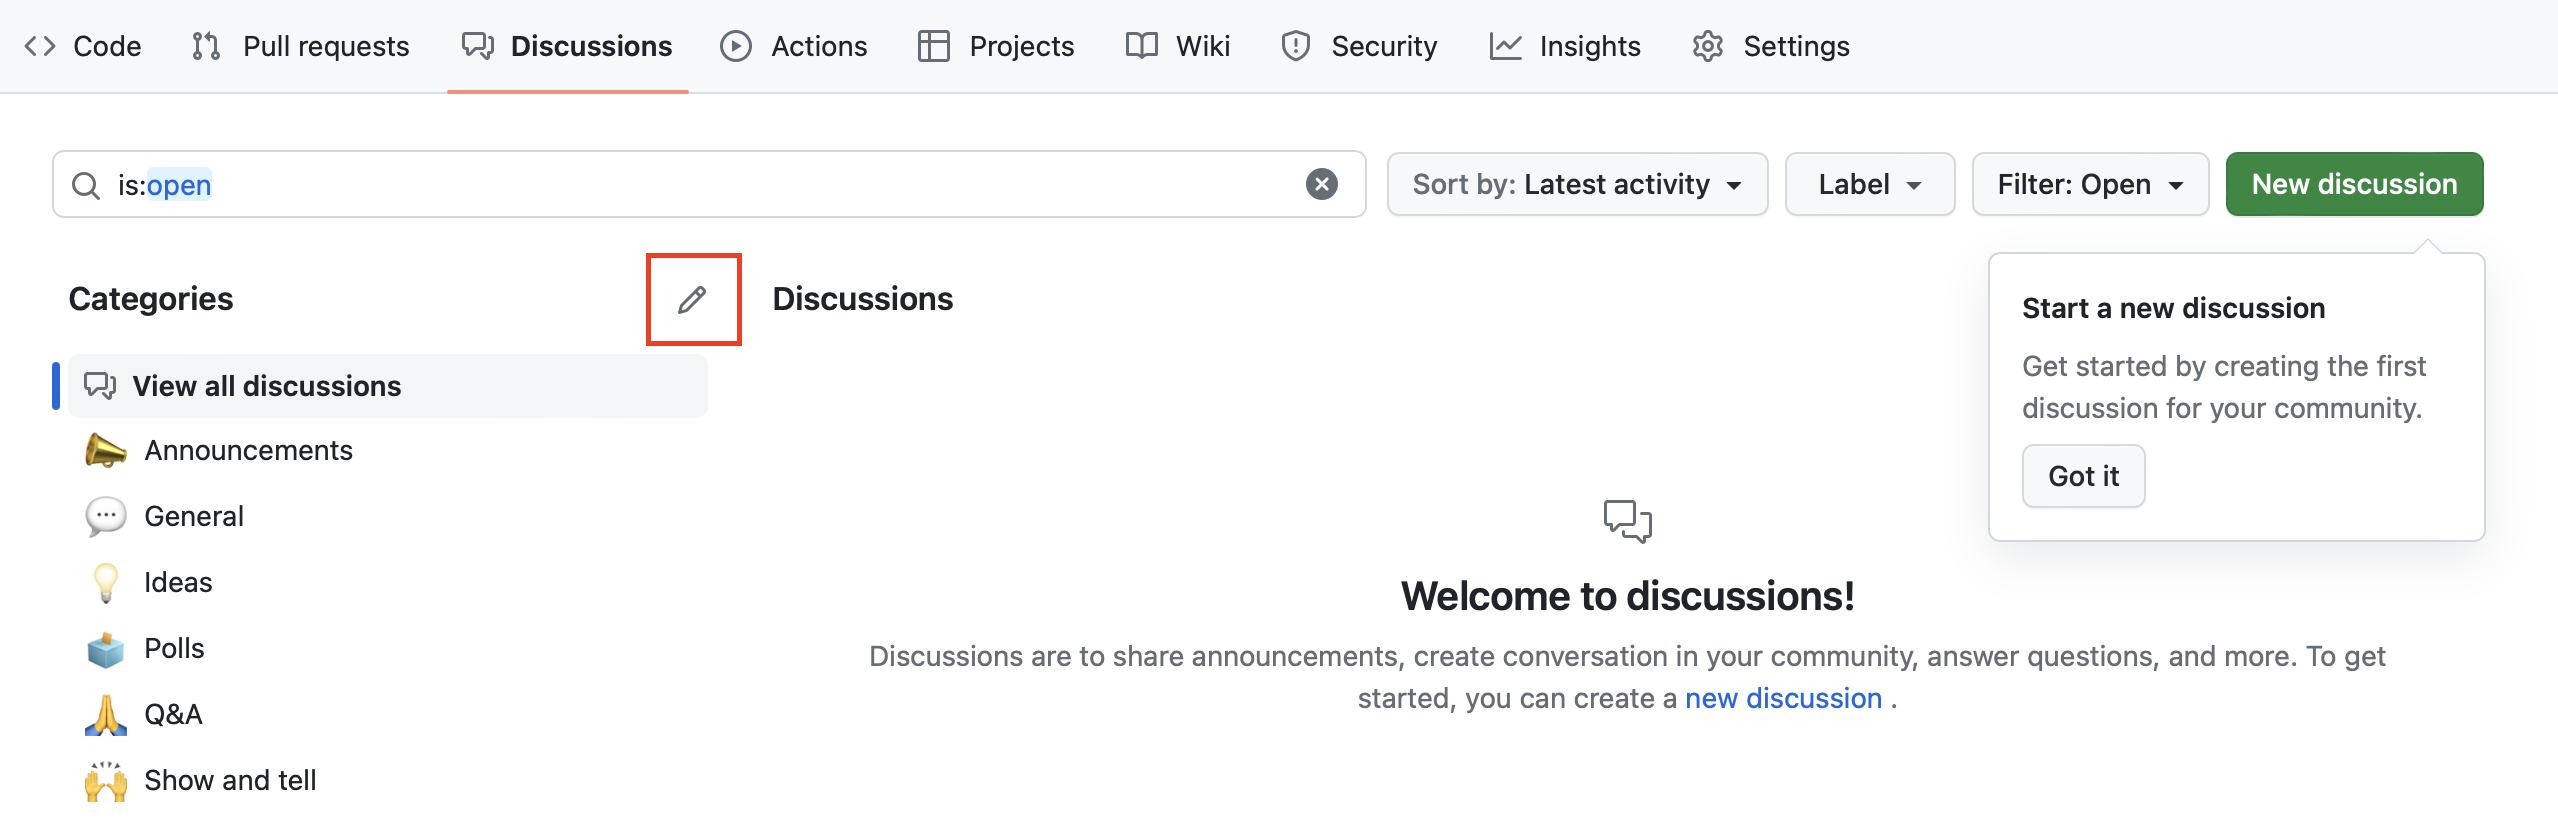 Code Pull requests Discussions Actions Projects Wiki Security Insights Settings
is:open
Sort by: Latest activity
Label
Filter: Open
New discussion
Categories
View all discussions
Announcements
General
Ideas
Polls
Q&A
Show and tell
Discussions
Start a new discussion
Get started by creating the first
discussion for your community.
Got it
Welcome to discussions!
Discussions are to share announcements, create conversation in your community, answer questions, and more. To get
started, you can create a new discussion .